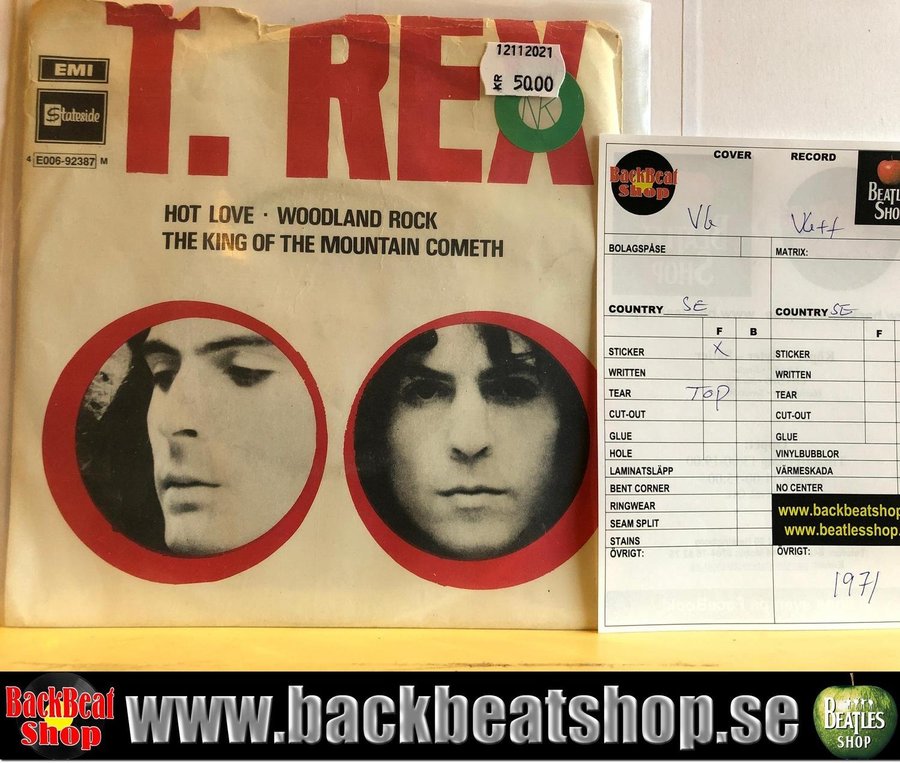 T. REX
12112021
KR 50.00
NR
EMI
Stateside
4 E006-92387 M
HOT LOVE · WOODLAND ROCK
THE KING OF THE MOUNTAIN COMETH
BackBeat
Shop
COVER RECORD
BEATL
SHO
VG VG++
BOLAGSPÅSE MATRIX:
COUNTRY SE COUNTRY SE
F B F
STICKER X STICKER
WRITTEN WRITTEN
TEAR TOP TEAR
CUT-OUT CUT-OUT
GLUE GLUE
HOLE VINYLBUBBLOR
LAMINATSLÄPP VÄRMESKADA
BENT CORNER NO CENTER
RINGWEAR
SEAM SPLIT
STAINS
www.backbeatshop
www.beatlesshop.
ÖVRIGT: ÖVRIGT:
1971
BackBeat
Shop
www.backbeatshop.se
BEATLES
SHOP